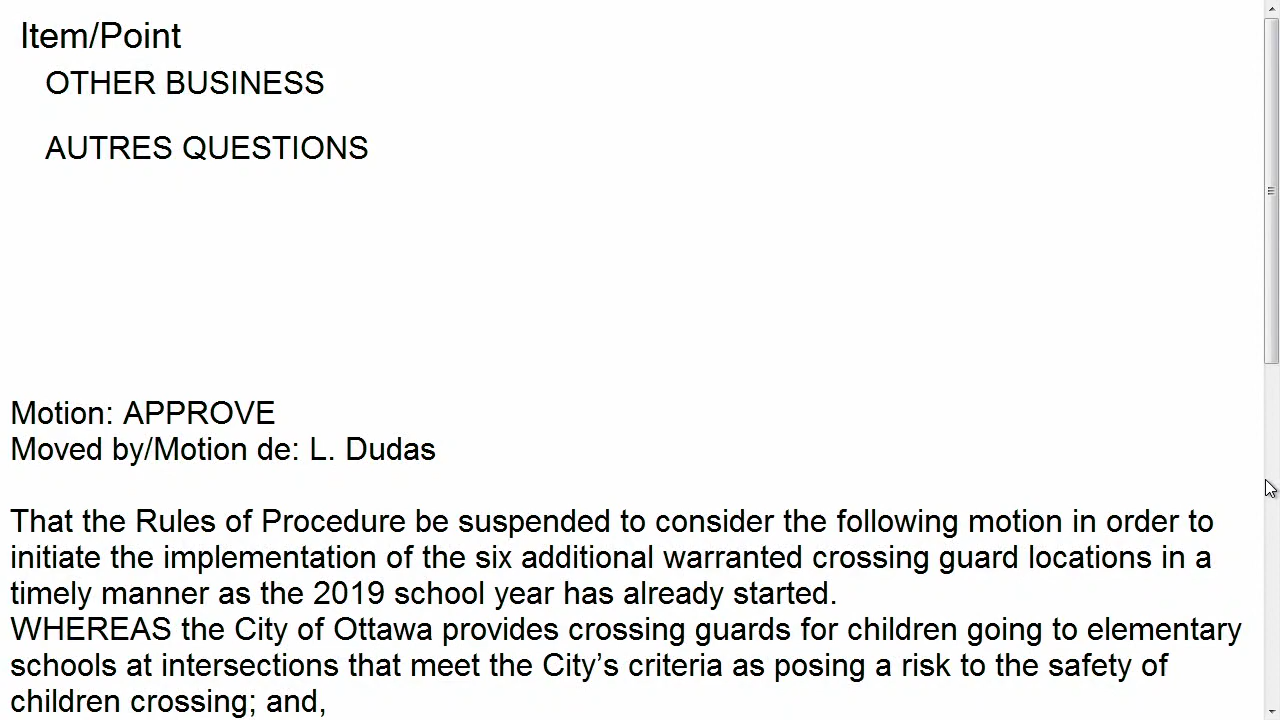 Item/Point
OTHER BUSINESS
AUTRES QUESTIONS
Motion: APPROVE
Moved by/Motion de: L. Dudas
That the Rules of Procedure be suspended to consider the following motion in order to
initiate the implementation of the six additional warranted crossing guard locations in a
timely manner as the 2019 school year has already started.
WHEREAS the City of Ottawa provides crossing guards for children going to elementary
schools at intersections that meet the City’s criteria as posing a risk to the safety of
children crossing; and,